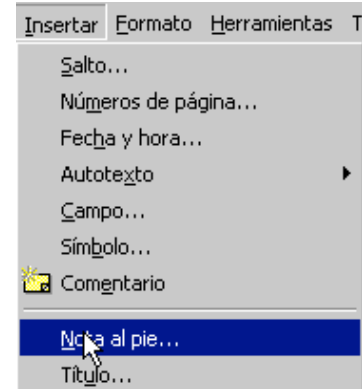 Insertar Formato Herramientas T
Salto...
Números de página...
Fecha y hora...
Autotexto
Campo...
Símbolo...
Comentario
Nota al pie...
Título...